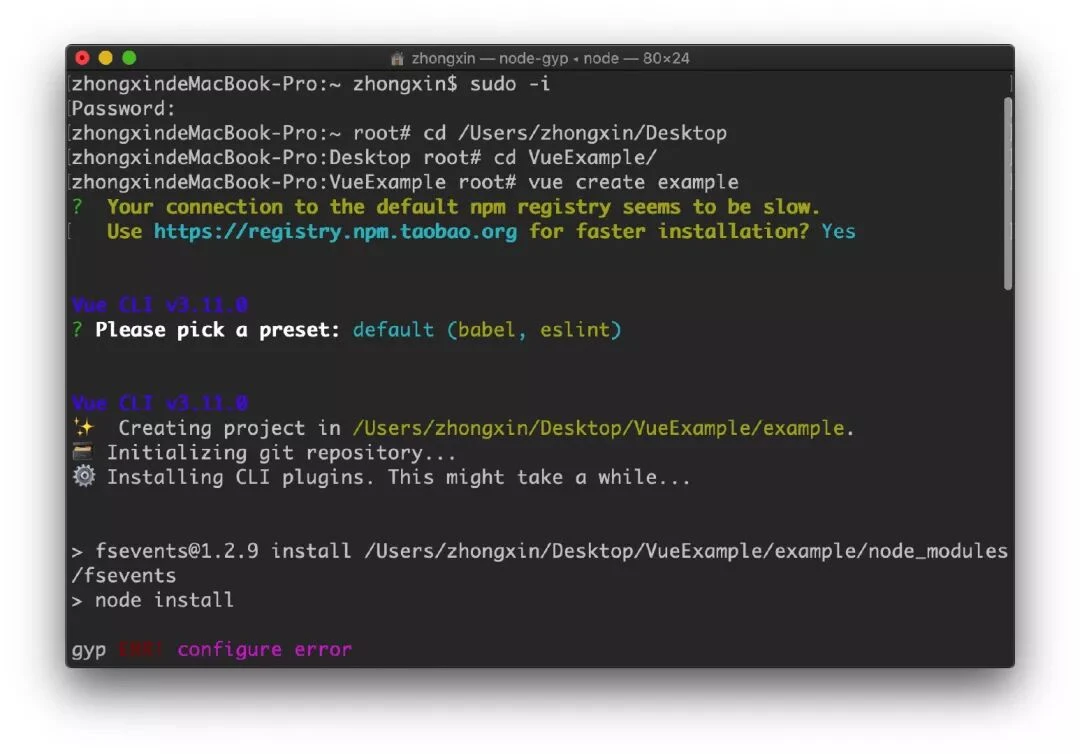 zhongxin — node-gyp ◂ node — 80×24
zhongxindeMacBook-Pro:~ zhongxin$ sudo -i
Password:
zhongxindeMacBook-Pro:~ root# cd /Users/zhongxin/Desktop
zhongxindeMacBook-Pro:Desktop root# cd VueExample/
zhongxindeMacBook-Pro:VueExample root# vue create example
?  Your connection to the default npm registry seems to be slow.
Use https://registry.npm.taobao.org for faster installation? Yes
Vue CLI v3.11.0
? Please pick a preset: default (babel, eslint)
Vue CLI v3.11.0
✨  Creating project in /Users/zhongxin/Desktop/VueExample/example.
🗃 Initializing git repository...
⚙ Installing CLI plugins. This might take a while...
> fsevents@1.2.9 install /Users/zhongxin/Desktop/VueExample/example/node_modules
/fsevents
> node install
gyp ERR! configure error